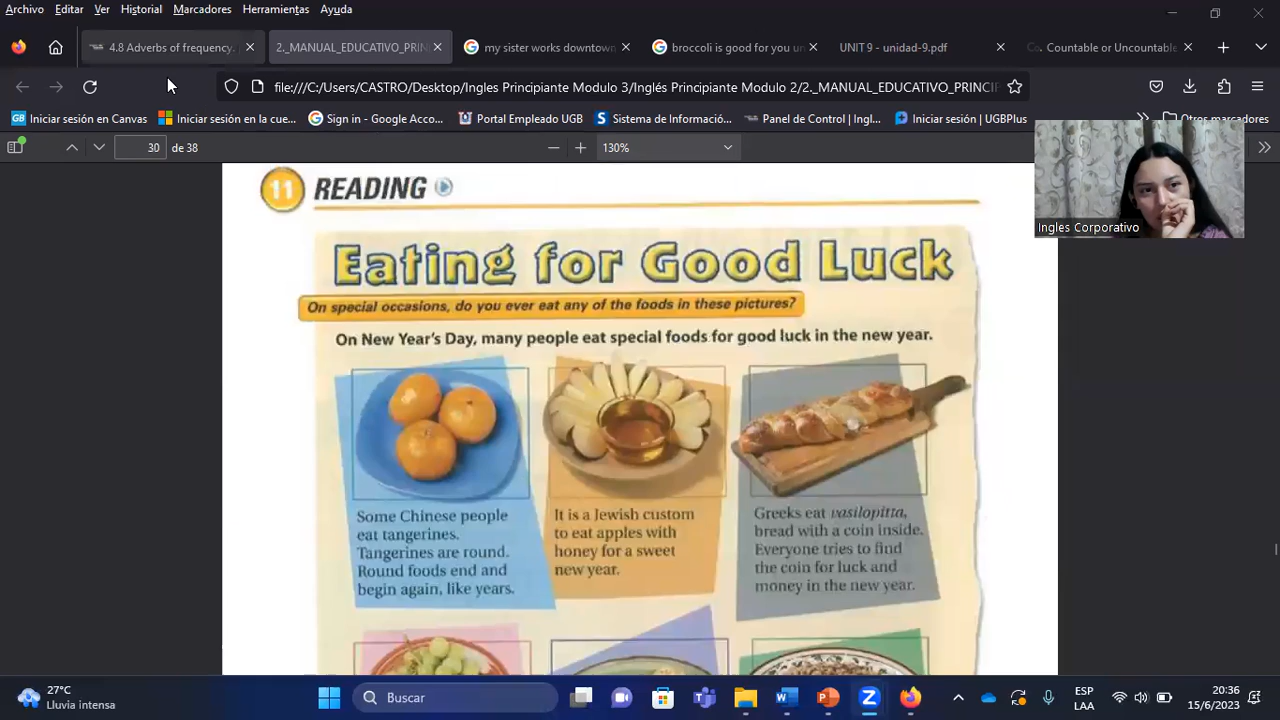 Archivo Editar Ver Historial Marcadores Herramientas Ayuda
4.8 Adverbs of frequency. 2._MANUAL_EDUCATIVO_PRIN my sister works downtown broccoli is good for you un UNIT 9 - unidad-9.pdf Countable or Uncountable
file:///C:/Users/CASTRO/Desktop/Ingles Principiante Modulo 3/Inglés Principiante Modulo 2/2._MANUAL_EDUCATIVO_PRINCIP
Iniciar sesión en Canvas Iniciar sesión en la cue... Sign in - Google Acco... Portal Empleado UGB Sistema de Informació... Panel de Control | Ingl... Iniciar sesión | UGBPlus Otros marcadores
30 de 38 130%
Ingles Corporativo
11 READING
Eating for Good Luck
On special occasions, do you ever eat any of the foods in these pictures?
On New Year's Day, many people eat special foods for good luck in the new year.
Some Chinese people
eat tangerines.
Tangerines are round.
Round foods end and
begin again, like years.
It is a Jewish custom
to eat apples with
honey for a sweet
new year.
Greeks eat vasilopitta,
bread with a coin inside.
Everyone tries to find
the coin for luck and
money in the new year.
27°C
Lluvia intensa
Buscar
ESP
LAA
20:36
15/6/2023